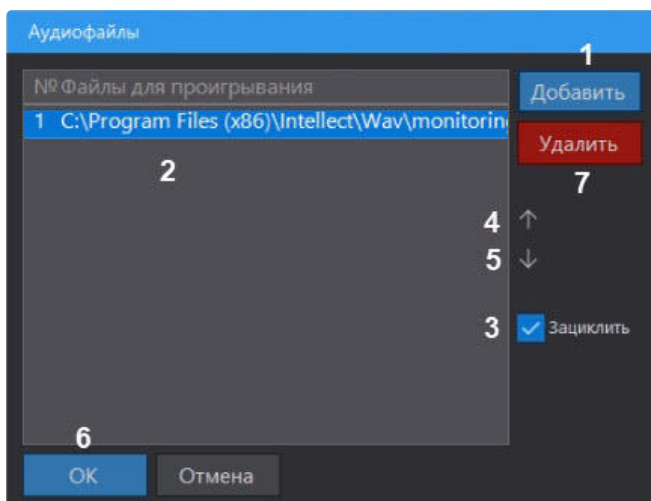 Аудиофайлы
1
№ Файлы для проигрывания
Добавить
1 C:\Program Files (x86)\Intellect\Wav\monitoring
Удалить
2
7
4 ↑
5 ↓
3 Зациклить
6
OK Отмена